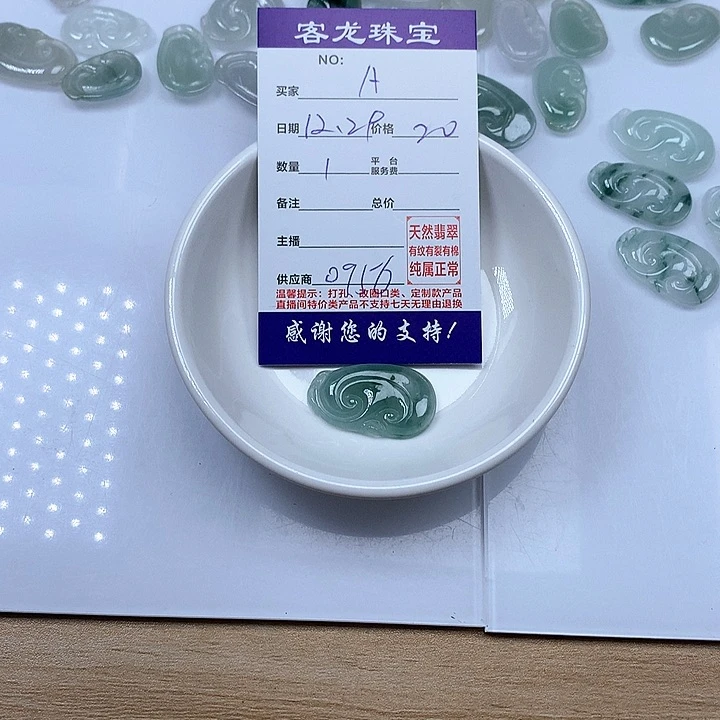 客龙珠宝
NO:
买家 A
日期 12.29 价格 20
数量 1 平台服务费
备注 总价
主播
天然翡翠
有纹有裂有棉
纯属正常
供应商
温馨提示：打孔、改圈口类、定制款产品
直播间特价类产品不支持七天无理由退换
感谢您的支持！